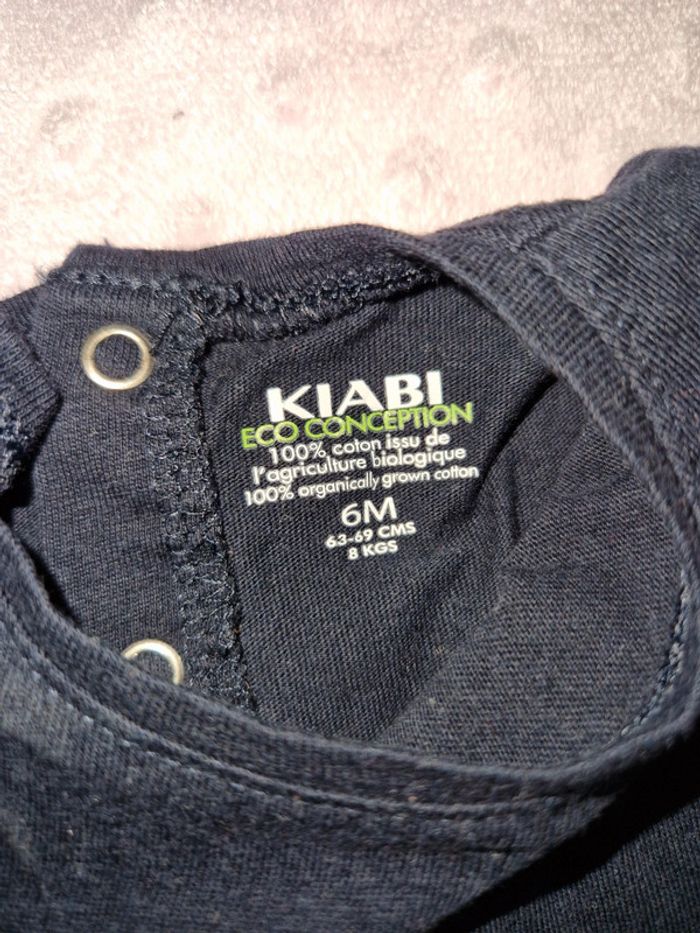 KIABI
ECO CONCEPTION
100% coton issu de
l'agriculture biologique
100% organically grown cotton
6M
63-69 CMS
8 KGS